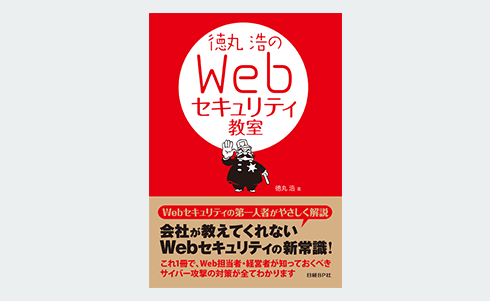 徳丸 浩の
Web
セキュリティ
教室
徳丸 浩 著
Webセキュリティの第一人者がやさしく解説
会社が教えてくれない
Webセキュリティの新常識!
これ1冊で、Web担当者・経営者が知っておくべき
サイバー攻撃の対策が全てわかります
日経BP社